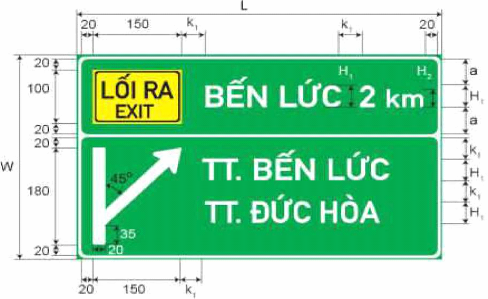 L
20 150 k₁ k₁ 20
20 100 20 20 180 20
W
LỐI RA
EXIT
BẾN LỨC 2 km
H₁ H₂
a H₁ a k₁ H₁ k₁ H₁
45°
TT. BẾN LỨC
TT. ĐỨC HÒA
35
20
20 150 k₁